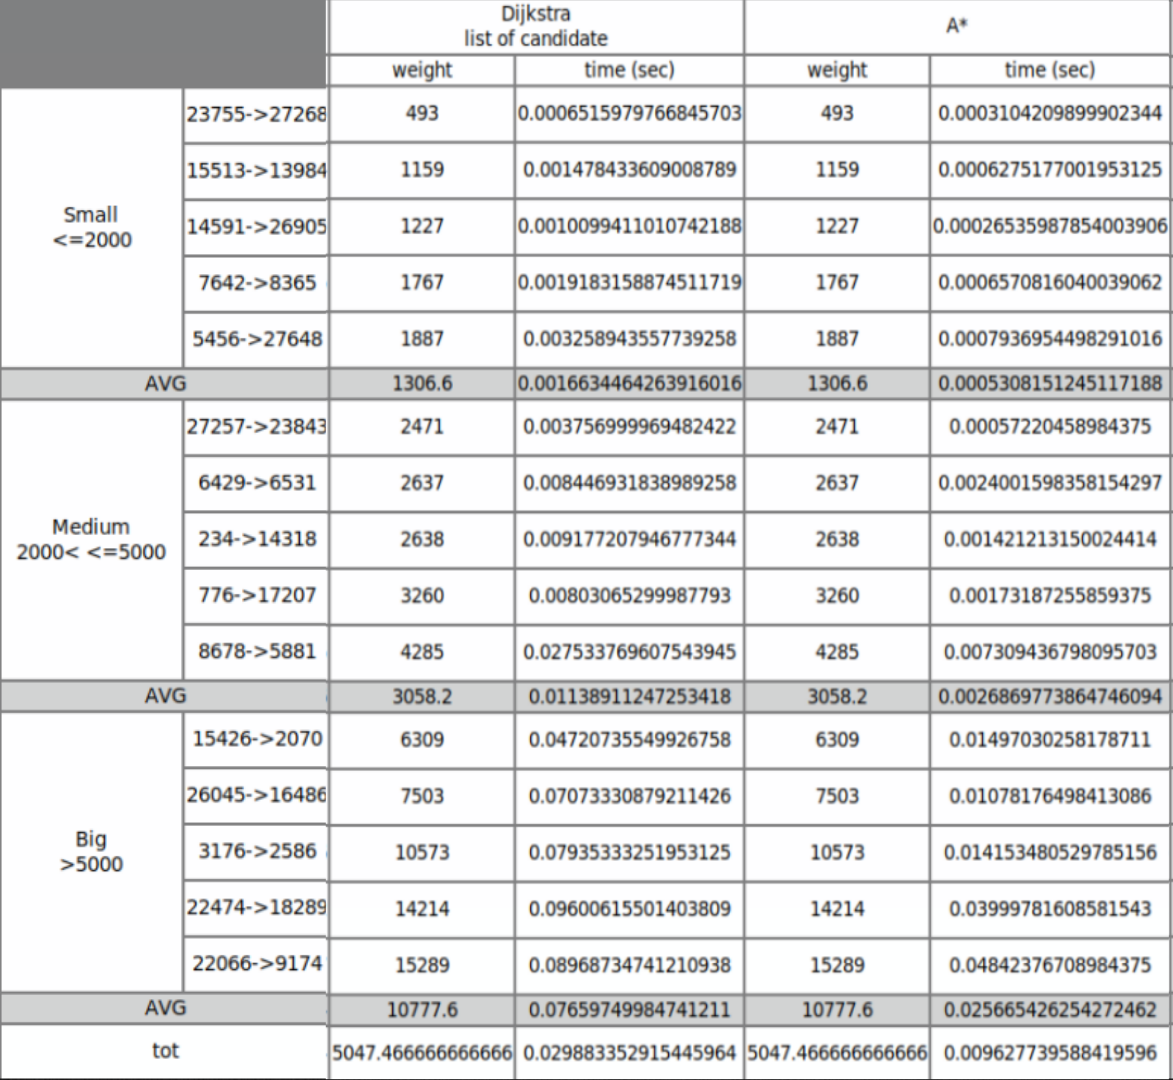 Dijkstra
list of candidate
A*
weight time (sec) weight time (sec)
Small
<=2000
23755->27268 493 0.0006515979766845703 493 0.0003104209899902344
15513->13984 1159 0.001478433609008789 1159 0.0006275177001953125
14591->26905 1227 0.00100994110107421​88 1227 0.00026535987854003906
7642->8365 1767 0.0019183158874511719 1767 0.0006570816040039062
5456->27648 1887 0.003258943557739258 1887 0.0007936954498291016
AVG 1306.6 0.0016634464263916016 1306.6 0.0005308151245117188
Medium
2000< <=5000
27257->23843 2471 0.003756999969482422 2471 0.000572204589​84375
6429->6531 2637 0.008446931838989258 2637 0.0024001598358154297
234->14318 2638 0.009177207946777344 2638 0.001421213150024414
776->17207 3260 0.00803065299987793 3260 0.00173187255859375
8678->5881 4285 0.027533769607543945 4285 0.007309436798095703
AVG 3058.2 0.01138911247253418 3058.2 0.0026869773864746094
Big
>5000
15426->2070 6309 0.04720735549926758 6309 0.01497030258178711
26045->16486 7503 0.07073330879211426 7503 0.01078176498413086
3176->2586 10573 0.07935333251953125 10573 0.014153480529785156
22474->18289 14214 0.09600615501403809 14214 0.03999781608581543
22066->9174 15289 0.08968734741210938 15289 0.04842376708984375
AVG 10777.6 0.076597499​84741211 10777.6 0.025665426254272462
tot 5047.466666666666 0.029883352915445964 5047.466666666666 0.009627739588419596